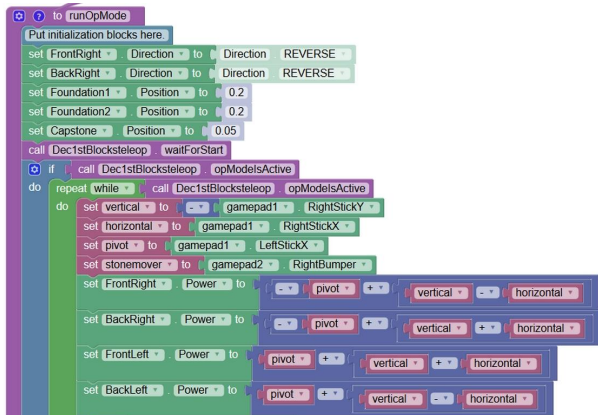 ? to runOpMode
Put initialization blocks here.
set FrontRight . Direction to Direction . REVERSE
set BackRight . Direction to Direction . REVERSE
set Foundation1 . Position to 0.2
set Foundation2 . Position to 0.2
set Capstone . Position to 0.05
call Dec1stBlocksteleop . waitForStart
if call Dec1stBlocksteleop . opModeIsActive
do repeat while call Dec1stBlocksteleop . opModeIsActive
do set vertical to - gamepad1 . RightStickY
set horizontal to gamepad1 . RightStickX
set pivot to gamepad1 . LeftStickX
set stonemover to gamepad2 . RightBumper
set FrontRight . Power to - pivot + vertical - horizontal
set BackRight . Power to - pivot + vertical + horizontal
set FrontLeft . Power to pivot + vertical + horizontal
set BackLeft . Power to pivot + vertical - horizontal